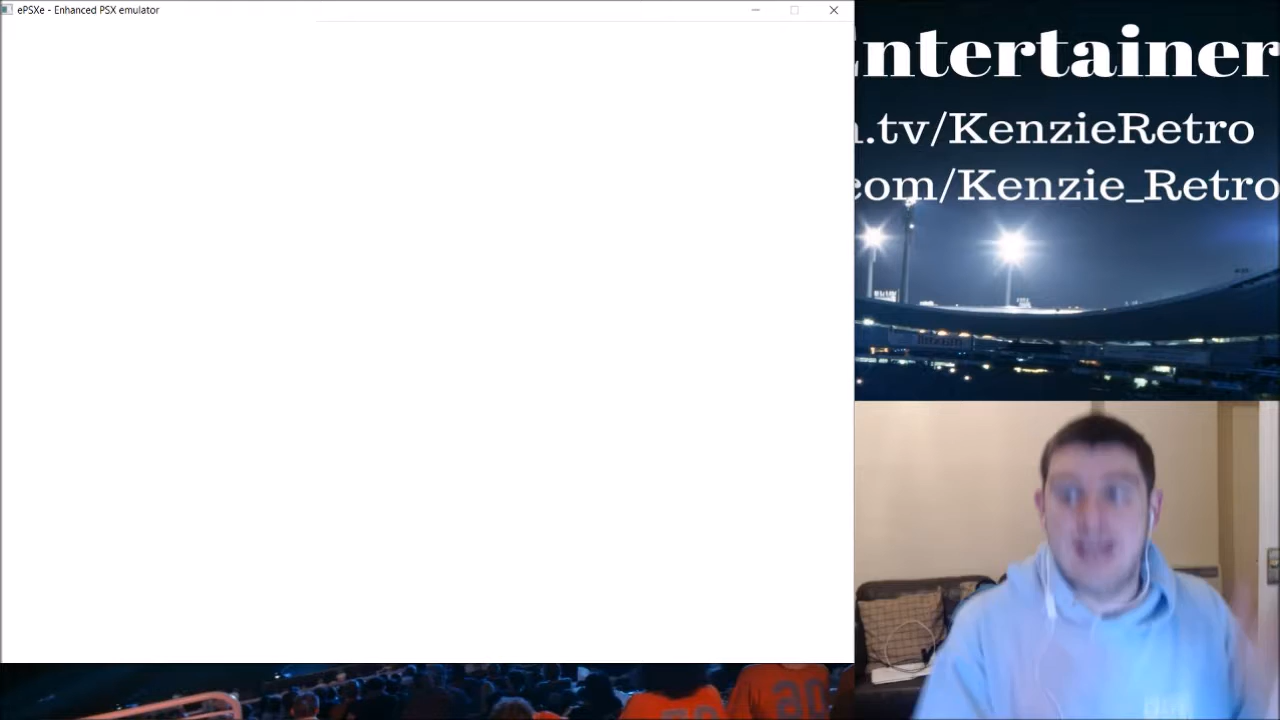 ePSXe - Enhanced PSX emulator
ntertainer
.tv/KenzieRetro
com/Kenzie_Retro